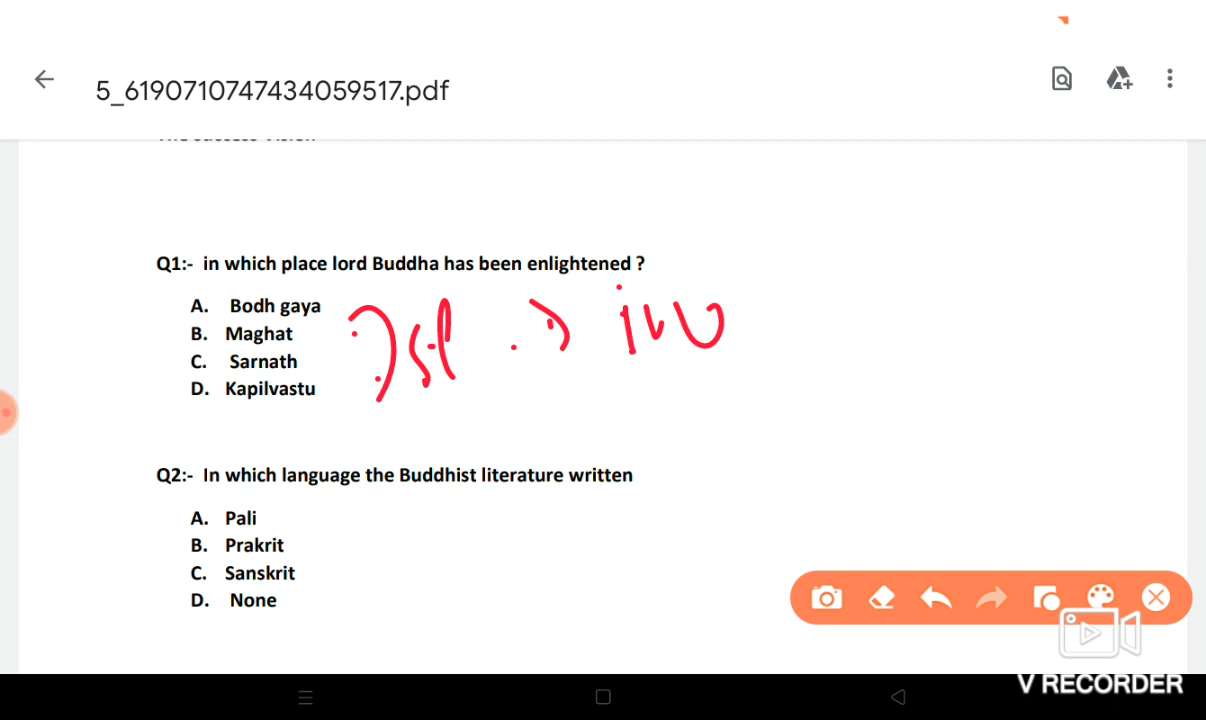 5_6190710747434059517.pdf
Q1:- in which place lord Buddha has been enlightened ?
A. Bodh gaya
B. Maghat
C. Sarnath
D. Kapilvastu
Q2:- In which language the Buddhist literature written
A. Pali
B. Prakrit
C. Sanskrit
D. None
V RECORDER